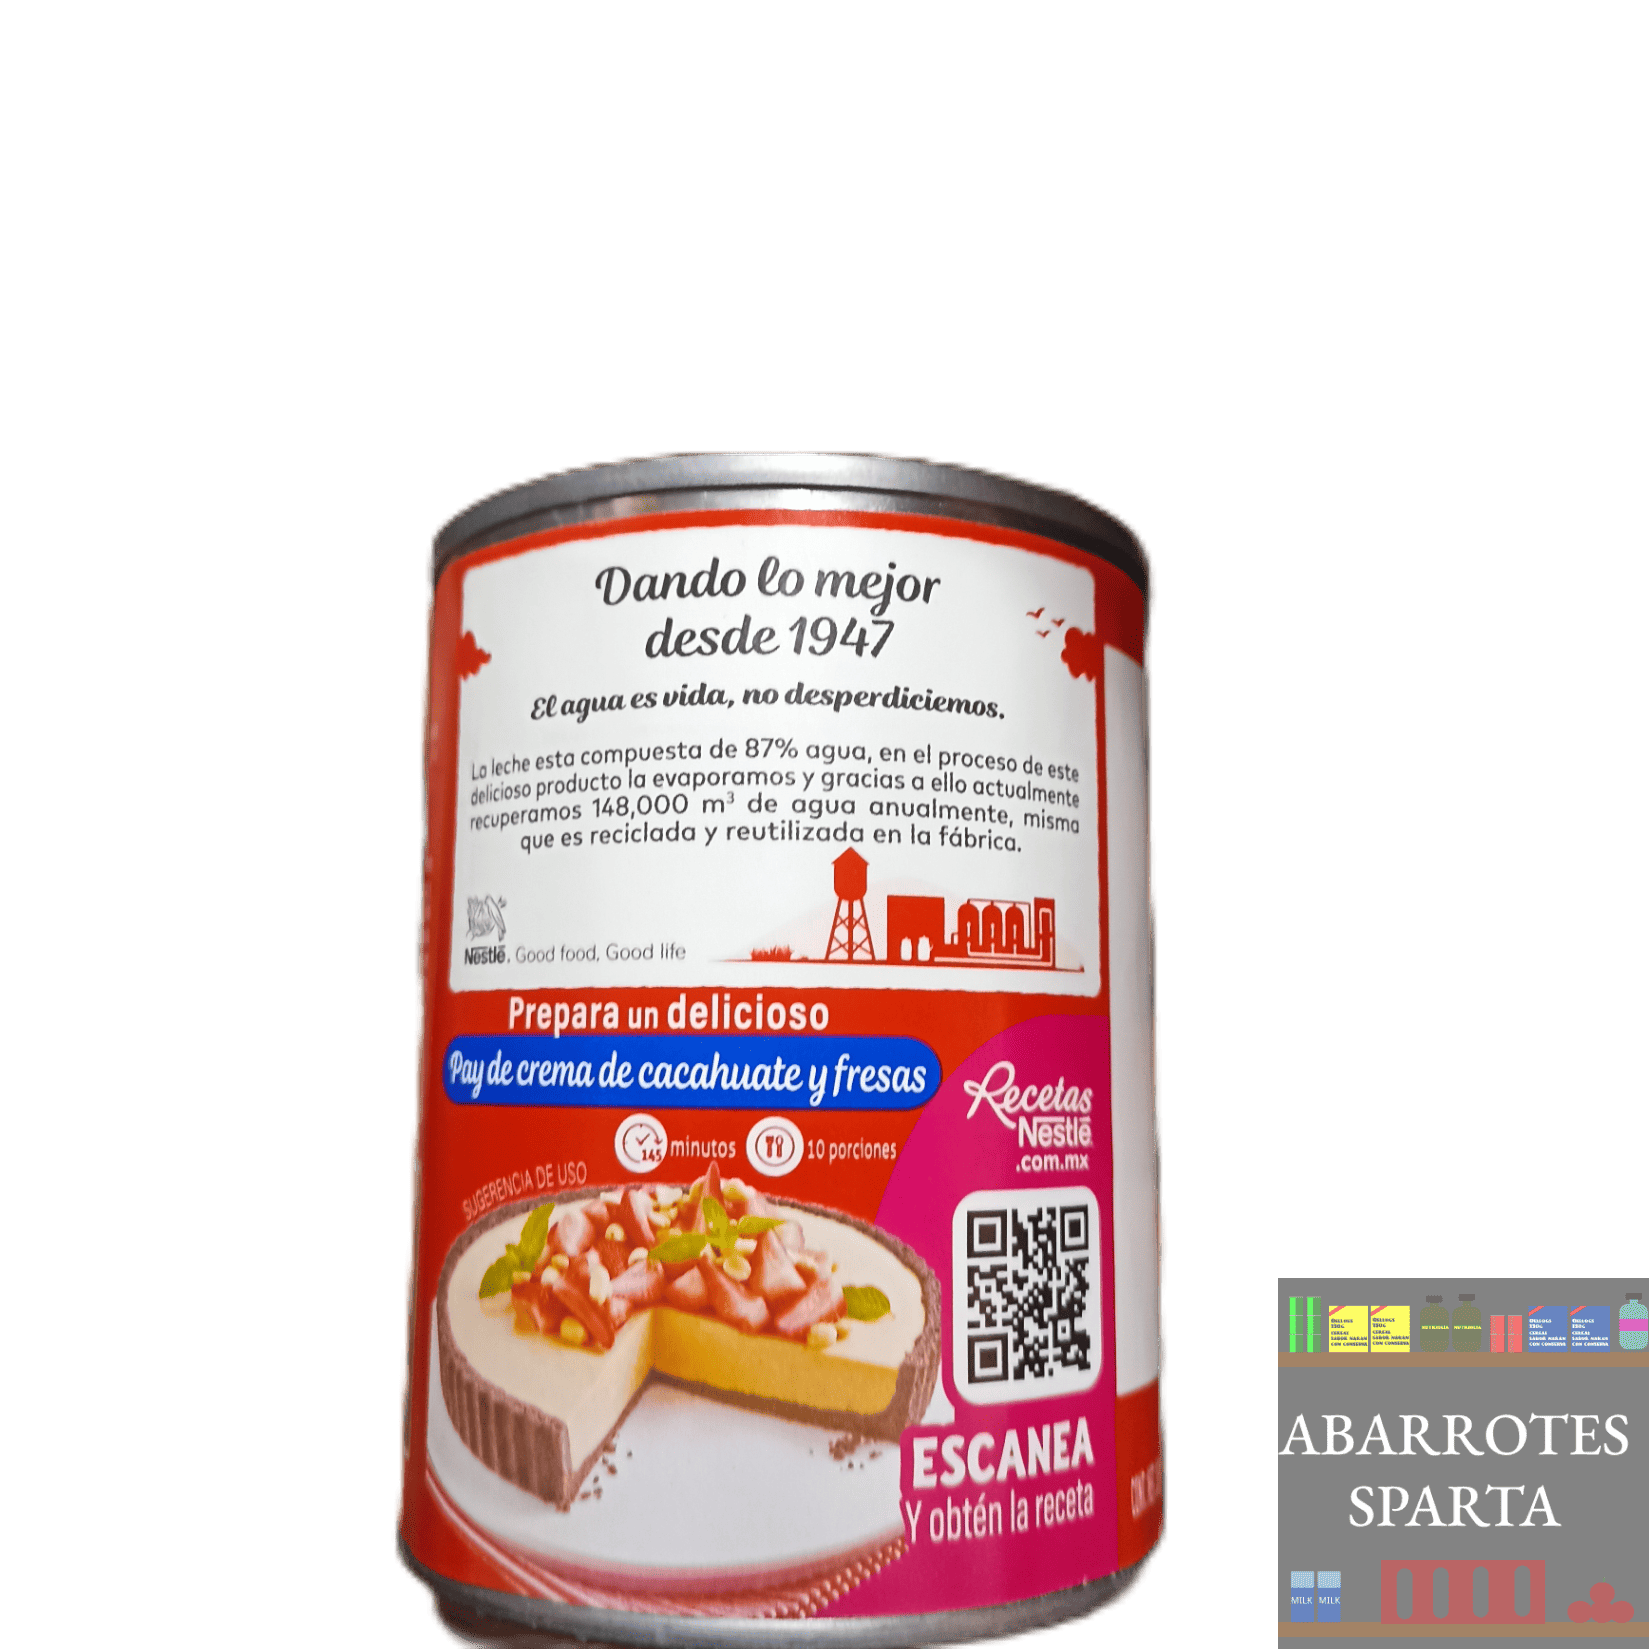 Dando lo mejor
desde 1947
El agua es vida, no desperdiciemos.
La leche esta compuesta de 87% agua, en el proceso de este
delicioso producto la evaporamos y gracias a ello actualmente
recuperamos 148,000 m³ de agua anualmente, misma
que es reciclada y reutilizada en la fábrica.
Nestlé. Good food, Good life
Prepara un delicioso
Pay de crema de cacahuate y fresas
145 minutos 10 porciones
SUGERENCIA DE USO
Recetas
Nestlé
.com.mx
ESCANEA
Y obtén la receta
ABARROTES
SPARTA
MILK MILK